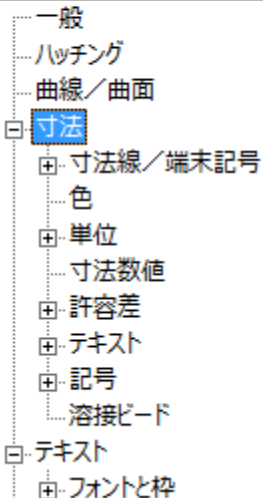 一般
ハッチング
曲線／曲面
寸法
寸法線／端末記号
色
単位
寸法数値
許容差
テキスト
記号
溶接ビード
テキスト
フォントと枠